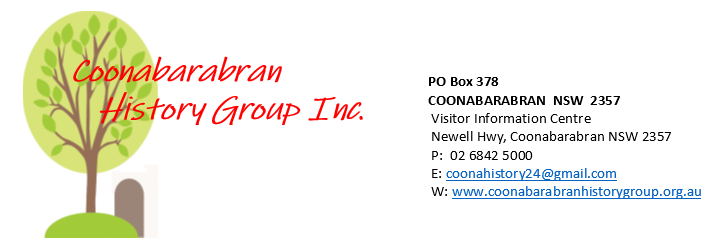 Coonabarabran
History Group Inc.
PO Box 378
COONABARABRAN NSW 2357
Visitor Information Centre
Newell Hwy, Coonabarabran NSW 2357
P: 02 6842 5000
E: coonahistory24@gmail.com
W: www.coonabarabranhistorygroup.org.au